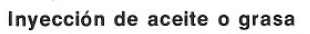 Inyección de aceite o grasa